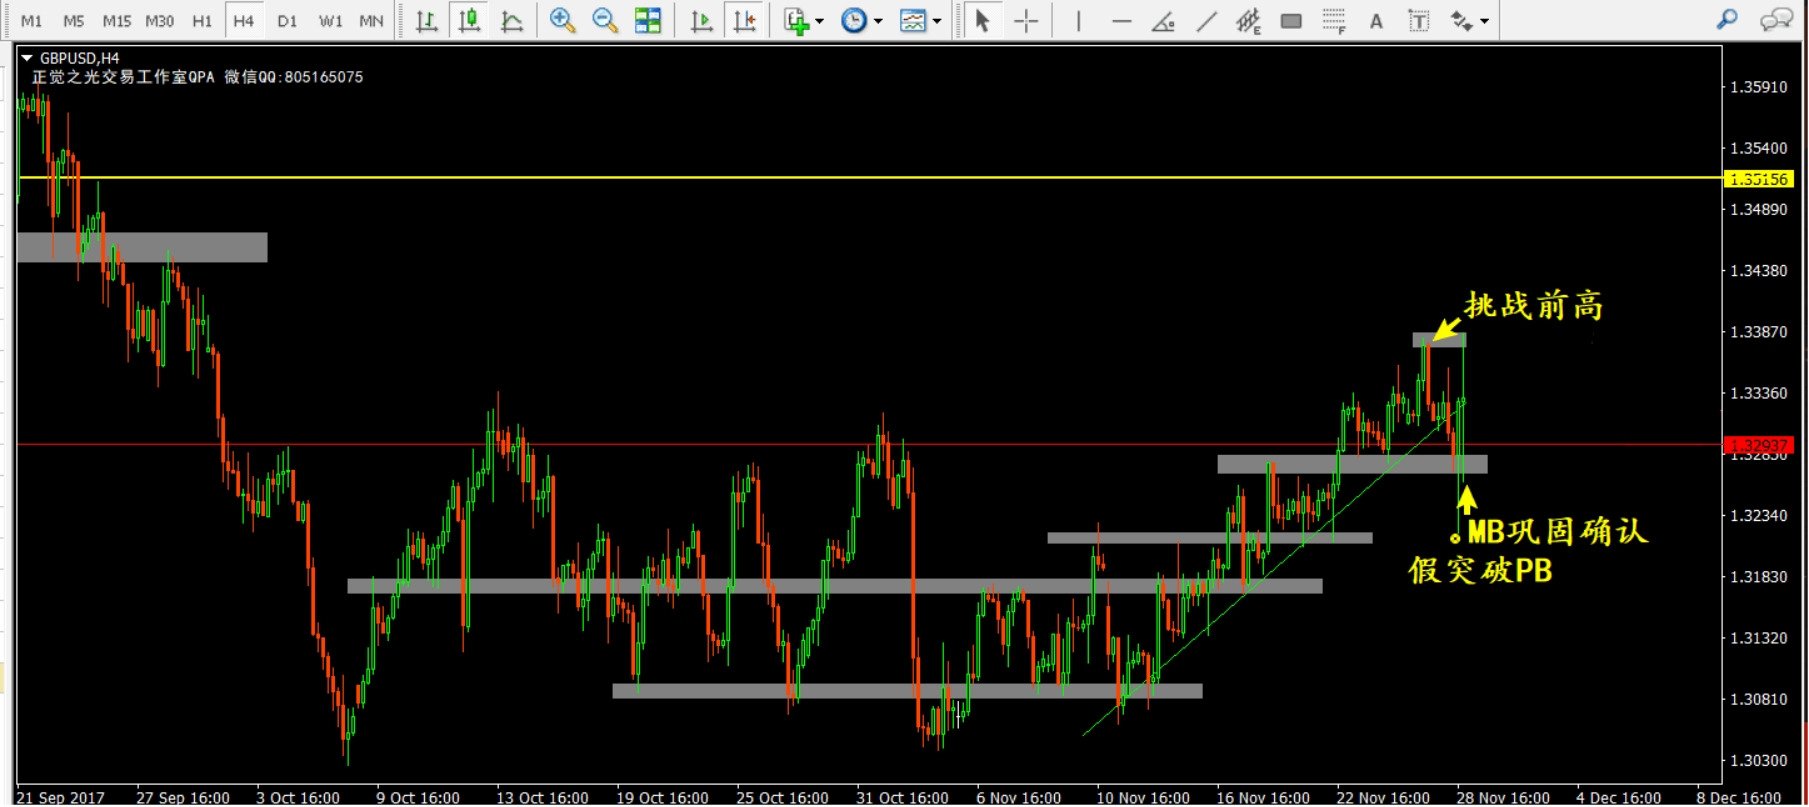 M1 M5 M15 M30 H1 H4 D1 W1 MN
E F A T
GBPUSD,H4
正觉之光交易工作室QPA 微信QQ:805165075
1.35910
1.35400
1.35156
1.34890
1.34380
挑战前高
1.33870
1.33360
1.32937
1.32850
1.32340
MB巩固确认
假突破PB
1.31830
1.31320
1.30810
1.30300
21 Sep 2017 27 Sep 16:00 3 Oct 16:00 9 Oct 16:00 13 Oct 16:00 19 Oct 16:00 25 Oct 16:00 31 Oct 16:00 6 Nov 16:00 10 Nov 16:00 16 Nov 16:00 22 Nov 16:00 28 Nov 16:00 4 Dec 16:00 8 Dec 16:00